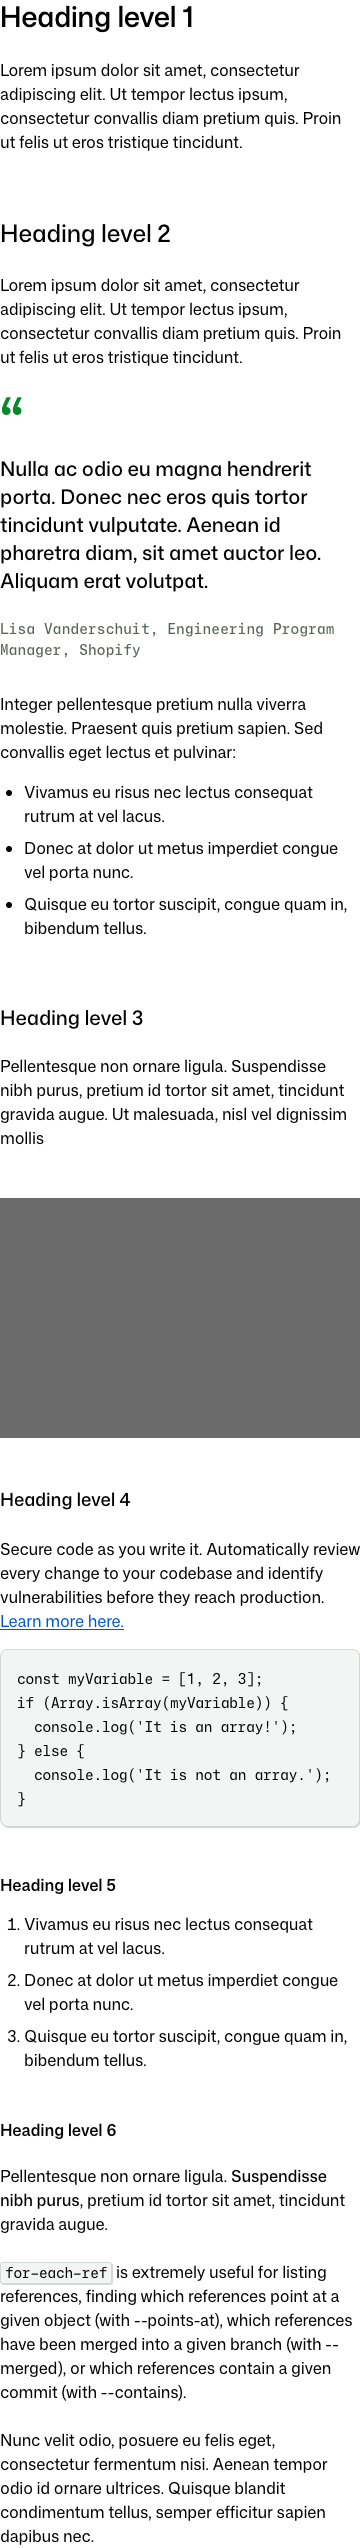 Heading level 1
Lorem ipsum dolor sit amet, consectetur
adipiscing elit. Ut tempor lectus ipsum,
consectetur convallis diam pretium quis. Proin
ut felis ut eros tristique tincidunt.
Heading level 2
Lorem ipsum dolor sit amet, consectetur
adipiscing elit. Ut tempor lectus ipsum,
consectetur convallis diam pretium quis. Proin
ut felis ut eros tristique tincidunt.
“
Nulla ac odio eu magna hendrerit
porta. Donec nec eros quis tortor
tincidunt vulputate. Aenean id
pharetra diam, sit amet auctor leo.
Aliquam erat volutpat.
Lisa Vanderschuit, Engineering Program
Manager, Shopify
Integer pellentesque pretium nulla viverra
molestie. Praesent quis pretium sapien. Sed
convallis eget lectus et pulvinar:
• Vivamus eu risus nec lectus consequat
rutrum at vel lacus.
• Donec at dolor ut metus imperdiet congue
vel porta nunc.
• Quisque eu tortor suscipit, congue quam in,
bibendum tellus.
Heading level 3
Pellentesque non ornare ligula. Suspendisse
nibh purus, pretium id tortor sit amet, tincidunt
gravida augue. Ut malesuada, nisl vel dignissim
mollis
Heading level 4
Secure code as you write it. Automatically review
every change to your codebase and identify
vulnerabilities before they reach production.
Learn more here.
const myVariable = [1, 2, 3];
if (Array.isArray(myVariable)) {
  console.log('It is an array!');
} else {
  console.log('It is not an array.');
}
Heading level 5
1. Vivamus eu risus nec lectus consequat
rutrum at vel lacus.
2. Donec at dolor ut metus imperdiet congue
vel porta nunc.
3. Quisque eu tortor suscipit, congue quam in,
bibendum tellus.
Heading level 6
Pellentesque non ornare ligula. Suspendisse
nibh purus, pretium id tortor sit amet, tincidunt
gravida augue.
for-each-ref is extremely useful for listing
references, finding which references point at a
given object (with --points-at), which references
have been merged into a given branch (with --
merged), or which references contain a given
commit (with --contains).
Nunc velit odio, posuere eu felis eget,
consectetur fermentum nisi. Aenean tempor
odio id ornare ultrices. Quisque blandit
condimentum tellus, semper efficitur sapien
dapibus nec.